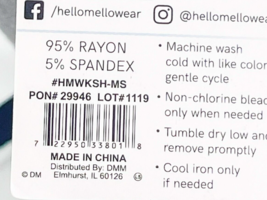 /hellomellowear
@hellomellowear
95% RAYON
5% SPANDEX
#HMWKSH-MS
PON# 29946 LOT#1119
7 22950 33801 8
MADE IN CHINA
Distributed By: DMM
Elmhurst, IL 60126
© DM
• Machine wash
cold with like color
gentle cycle
• Non-chlorine bleac
only when needed
• Tumble dry low and
remove promptly
• Cool iron only
if needed